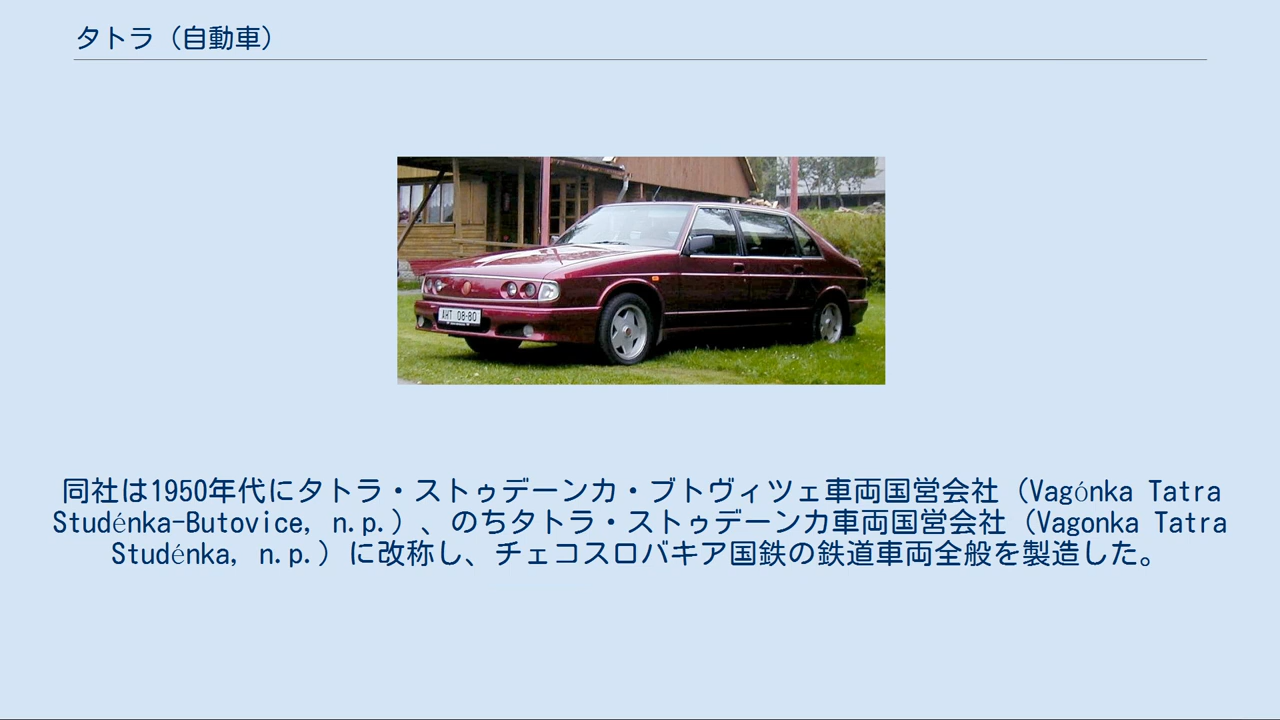 タトラ（自動車）
AHT 08-80
同社は1950年代にタトラ・ストゥデーンカ・ブトヴィツェ車両国営会社（Vagónka Tatra
Studénka-Butovice, n.p.）、のちタトラ・ストゥデーンカ車両国営会社（Vagonka Tatra
Studénka, n.p.）に改称し、チェコスロバキア国鉄の鉄道車両全般を製造した。